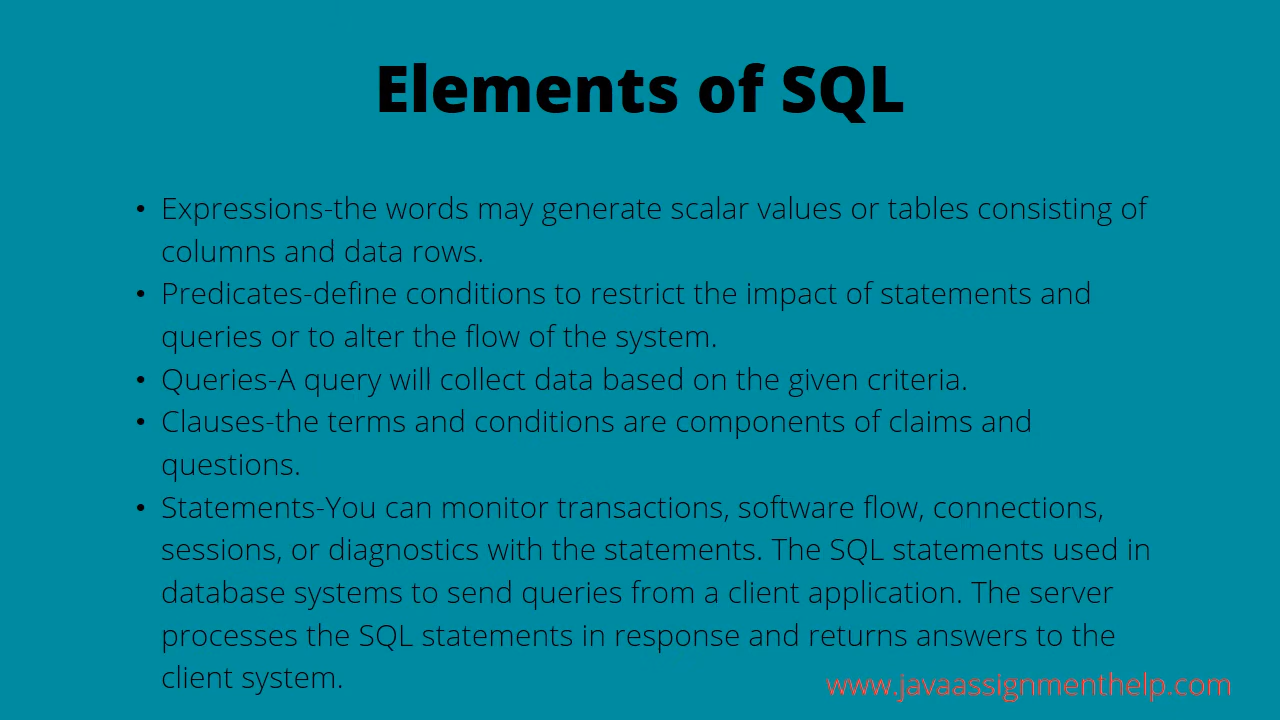 Elements of SQL
• Expressions-the words may generate scalar values or tables consisting of
columns and data rows.
• Predicates-define conditions to restrict the impact of statements and
queries or to alter the flow of the system.
• Queries-A query will collect data based on the given criteria.
• Clauses-the terms and conditions are components of claims and
questions.
• Statements-You can monitor transactions, software flow, connections,
sessions, or diagnostics with the statements. The SQL statements used in
database systems to send queries from a client application. The server
processes the SQL statements in response and returns answers to the
client system.
www.javaassignmenthelp.com